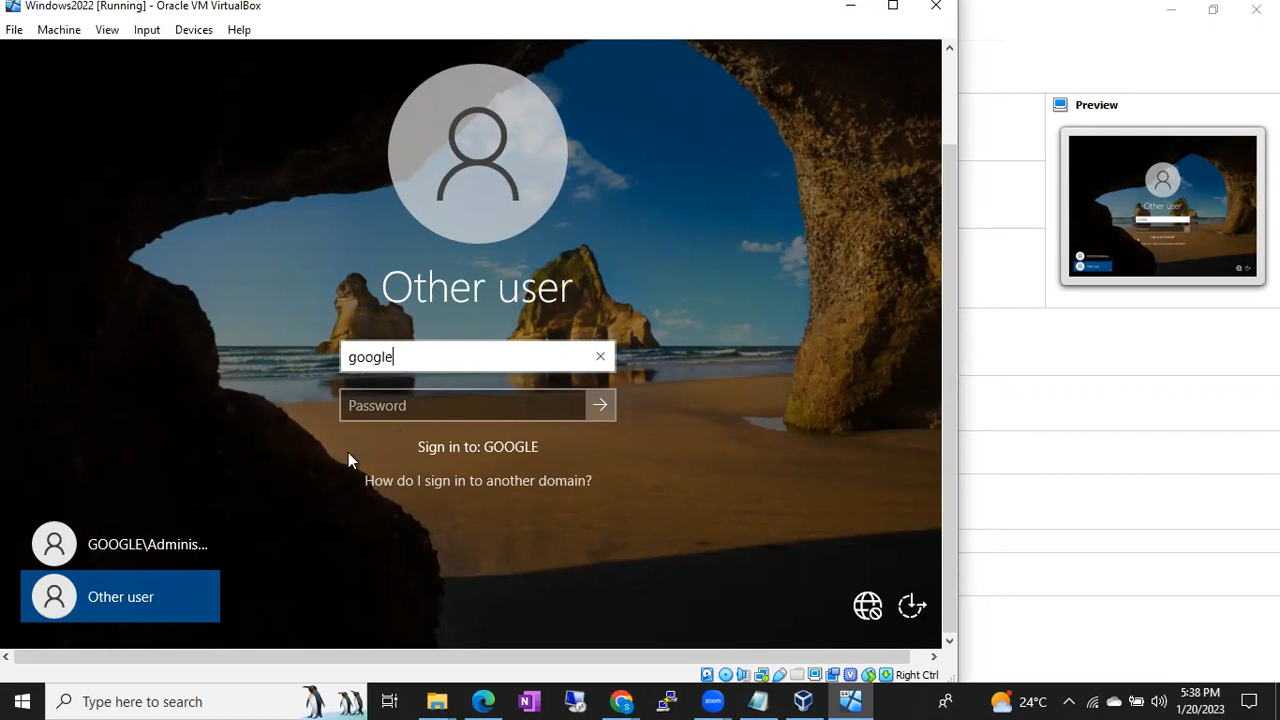 Windows2022 [Running] - Oracle VM VirtualBox
File Machine View Input Devices Help
Preview
Other user
google
Password
Sign in to: GOOGLE
How do I sign in to another domain?
GOOGLE\Adminis...
Other user
Right Ctrl
Type here to search
zoom
24°C
5:38 PM
1/20/2023